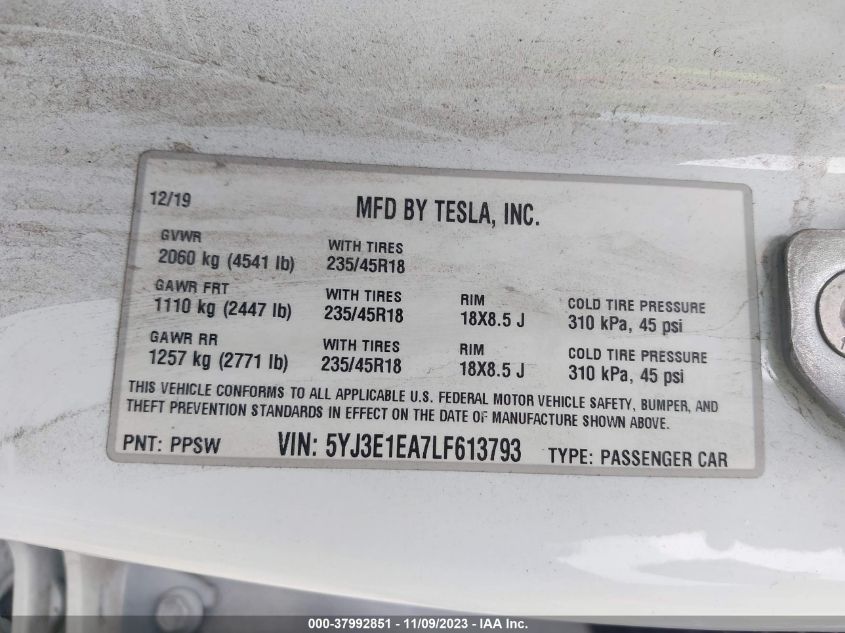 12/19 MFD BY TESLA, INC.
GVWR WITH TIRES
2060 kg (4541 lb) 235/45R18
GAWR FRT WITH TIRES RIM COLD TIRE PRESSURE
1110 kg (2447 lb) 235/45R18 18X8.5 J 310 kPa, 45 psi
GAWR RR WITH TIRES RIM COLD TIRE PRESSURE
1257 kg (2771 lb) 235/45R18 18X8.5 J 310 kPa, 45 psi
THIS VEHICLE CONFORMS TO ALL APPLICABLE U.S. FEDERAL MOTOR VEHICLE SAFETY, BUMPER, AND
THEFT PREVENTION STANDARDS IN EFFECT ON THE DATE OF MANUFACTURE SHOWN ABOVE.
PNT: PPSW VIN: 5YJ3E1EA7LF613793 TYPE: PASSENGER CAR
000-37992851 - 11/09/2023 - IAA Inc.